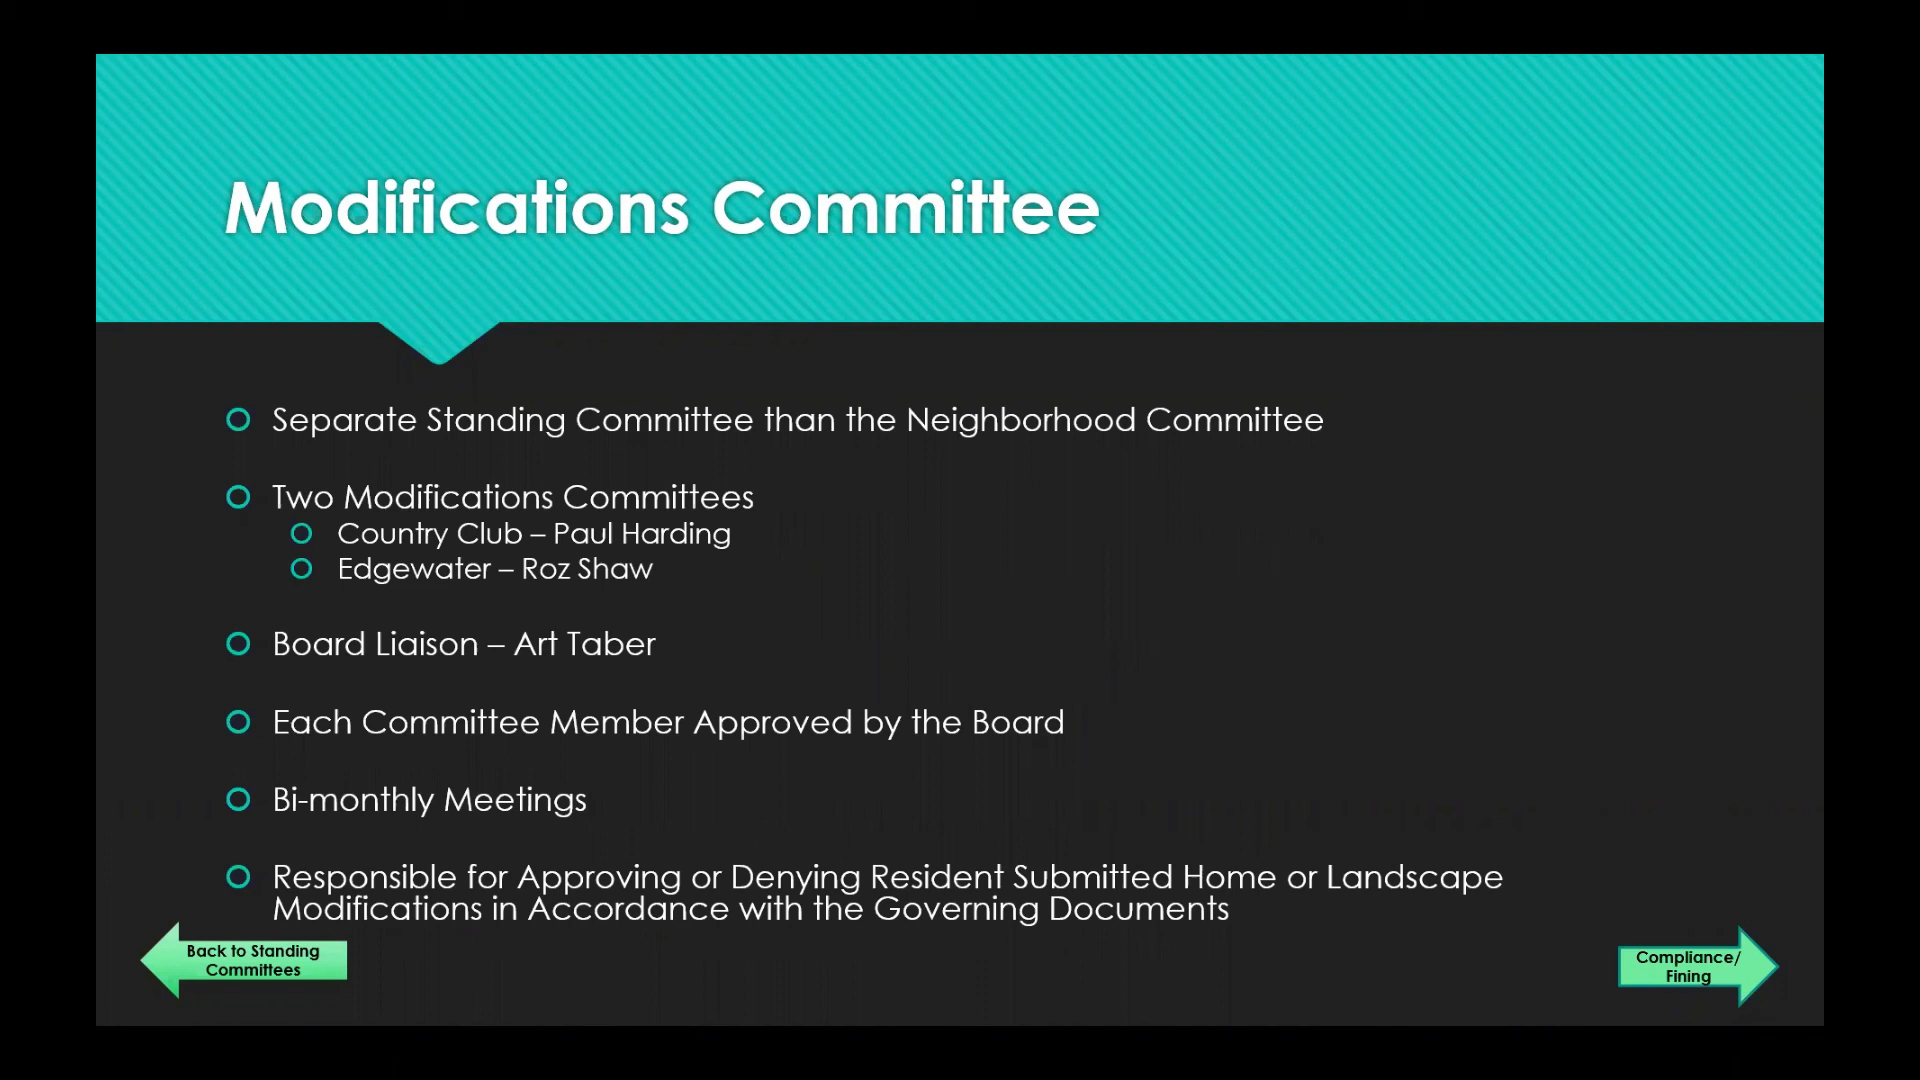 Modifications Committee
Separate Standing Committee than the Neighborhood Committee
Two Modifications Committees
Country Club – Paul Harding
Edgewater – Roz Shaw
Board Liaison – Art Taber
Each Committee Member Approved by the Board
Bi-monthly Meetings
Responsible for Approving or Denying Resident Submitted Home or Landscape
Modifications in Accordance with the Governing Documents
Back to Standing
Committees
Compliance/
Fining